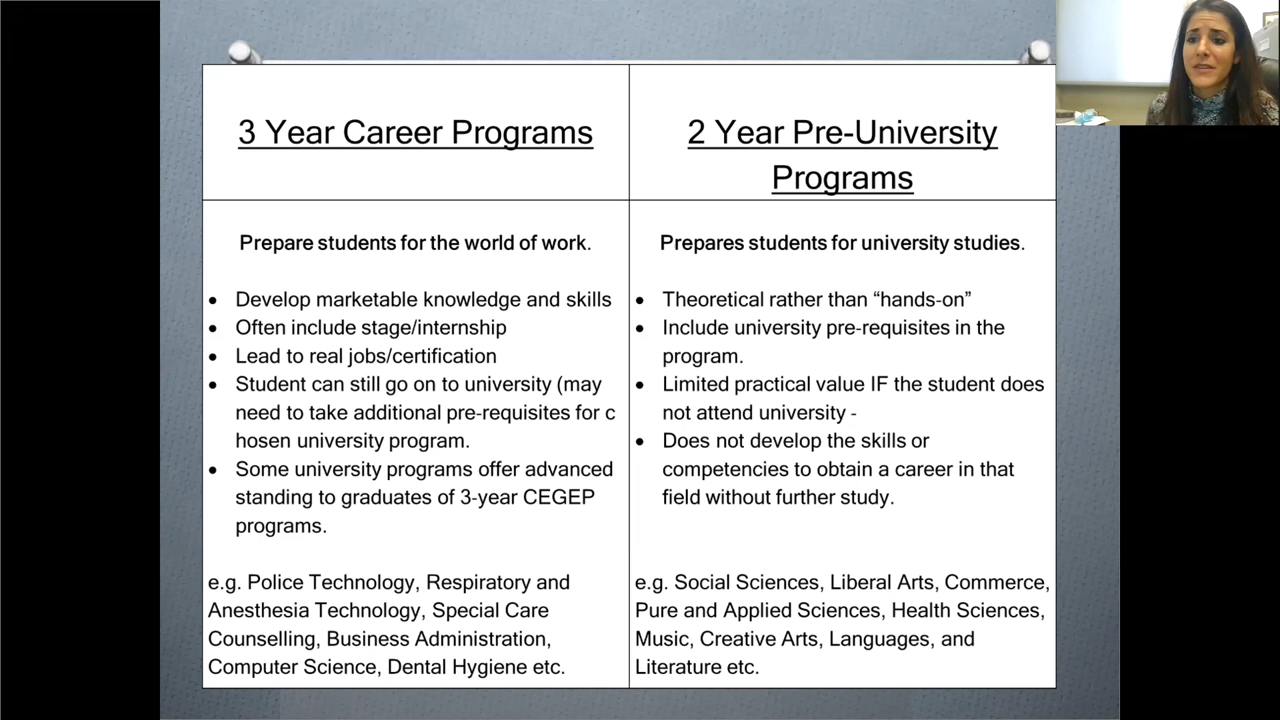 3 Year Career Programs
2 Year Pre-University
Programs
Prepare students for the world of work.
• Develop marketable knowledge and skills
• Often include stage/internship
• Lead to real jobs/certification
• Student can still go on to university (may
need to take additional pre-requisites for c
hosen university program.
• Some university programs offer advanced
standing to graduates of 3-year CEGEP
programs.
e.g. Police Technology, Respiratory and
Anesthesia Technology, Special Care
Counselling, Business Administration,
Computer Science, Dental Hygiene etc.
Prepares students for university studies.
• Theoretical rather than “hands-on”
• Include university pre-requisites in the
program.
• Limited practical value IF the student does
not attend university -
• Does not develop the skills or
competencies to obtain a career in that
field without further study.
e.g. Social Sciences, Liberal Arts, Commerce,
Pure and Applied Sciences, Health Sciences,
Music, Creative Arts, Languages, and
Literature etc.